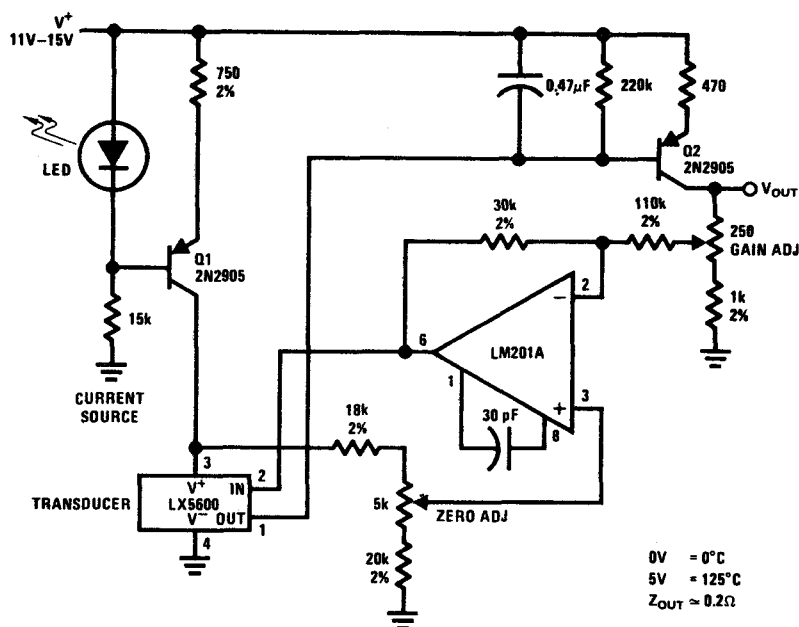 V+
11V–15V
750
2%
0.47µF
220k
470
LED
Q2
2N2905
VOUT
30k
2%
110k
2%
250
GAIN ADJ
Q1
2N2905
2
15k
6
LM201A
1k
2%
−
CURRENT
SOURCE
1
3
+
30 pF
8
18k
2%
3
2
V+
IN
TRANSDUCER
LX5600
V−
OUT
1
5k
ZERO ADJ
4
20k
2%
0V = 0°C
5V = 125°C
ZOUT ≃ 0.2Ω